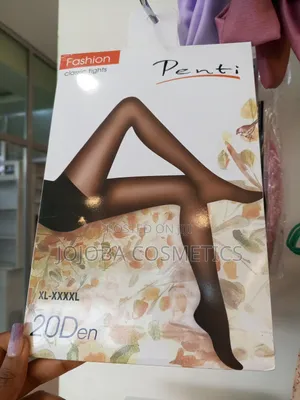 Fashion
classic tights
Penti
POSTED ON
JOJOBA COSMETICS
XL-XXXXL
20Den